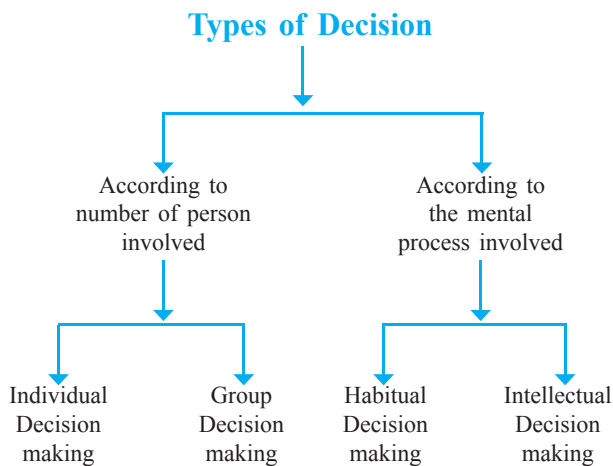 Types of Decision
According to
number of person
involved
According to
the mental
process involved
Individual
Decision
making
Group
Decision
making
Habitual
Decision
making
Intellectual
Decision
making